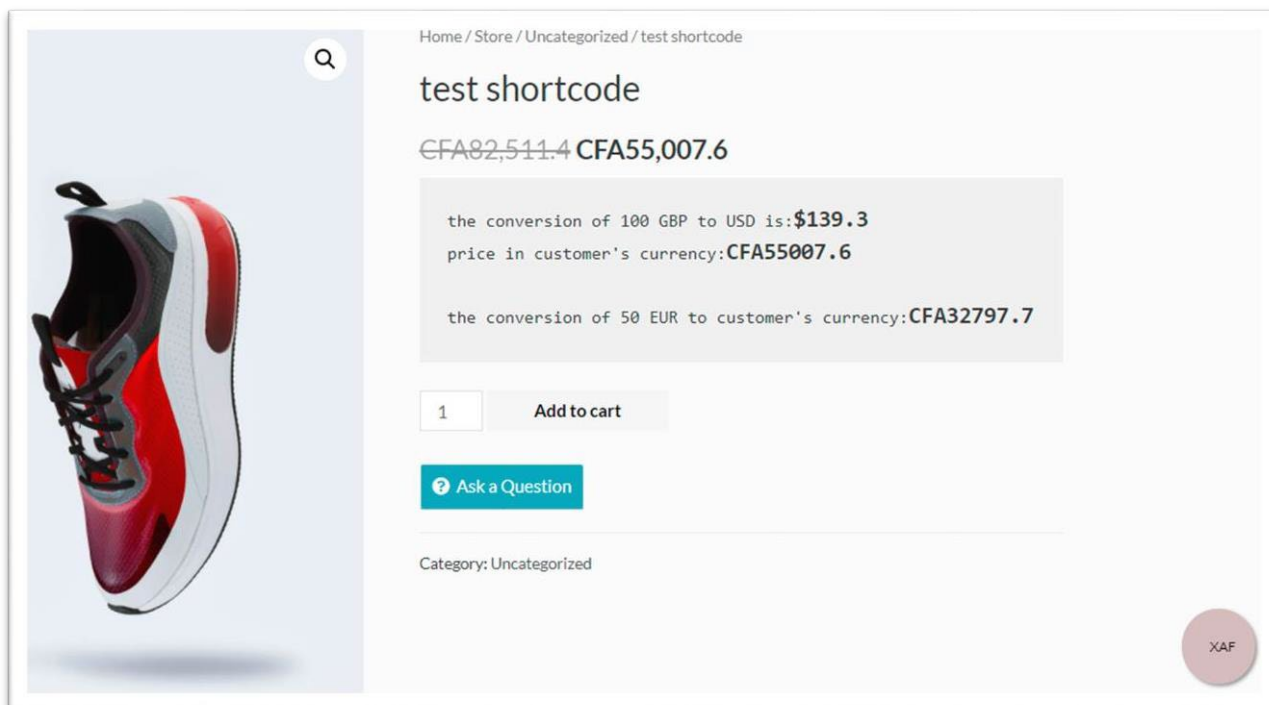 Home / Store / Uncategorized / test shortcode
test shortcode
CFA82,511.4 CFA55,007.6
the conversion of 100 GBP to USD is:$139.3
price in customer's currency:CFA55007.6
the conversion of 50 EUR to customer's currency:CFA32797.7
1 Add to cart
? Ask a Question
Category: Uncategorized
XAF